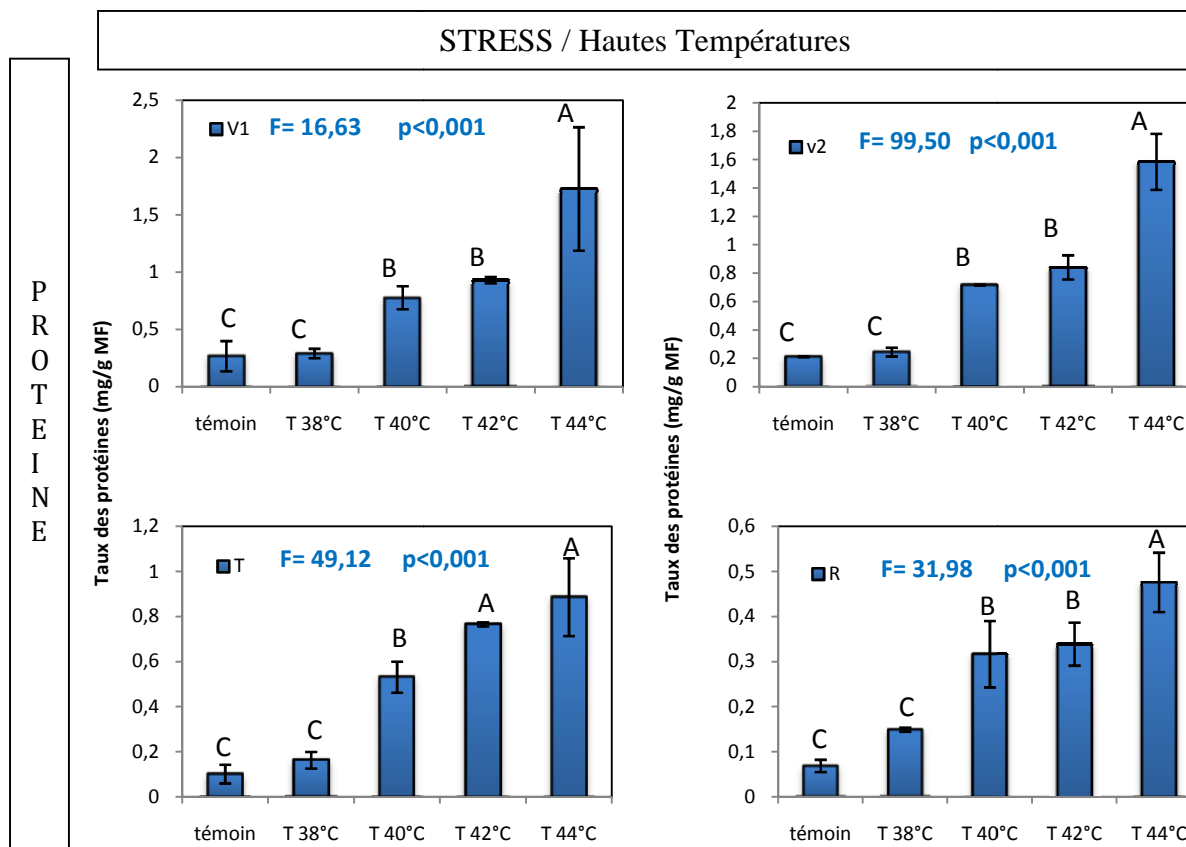 STRESS / Hautes Températures
PROTEINE
Taux des protéines (mg/g MF)
V1 F= 16,63 p<0,001
2,5
2
1,5
1
0,5
0
C C B B A
témoin T 38°C T 40°C T 42°C T 44°C
Taux des protéines (mg/g MF)
v2 F= 99,50 p<0,001
2
1,8
1,6
1,4
1,2
1
0,8
0,6
0,4
0,2
0
C C B B A
témoin T 38°C T 40°C T 42°C T 44°C
T F= 49,12 p<0,001
1,2
1
0,8
0,6
0,4
0,2
0
C C B A A
témoin T 38°C T 40°C T 42°C T 44°C
R F= 31,98 p<0,001
0,6
0,5
0,4
0,3
0,2
0,1
0
C C B B A
témoin T 38°C T 40°C T 42°C T 44°C